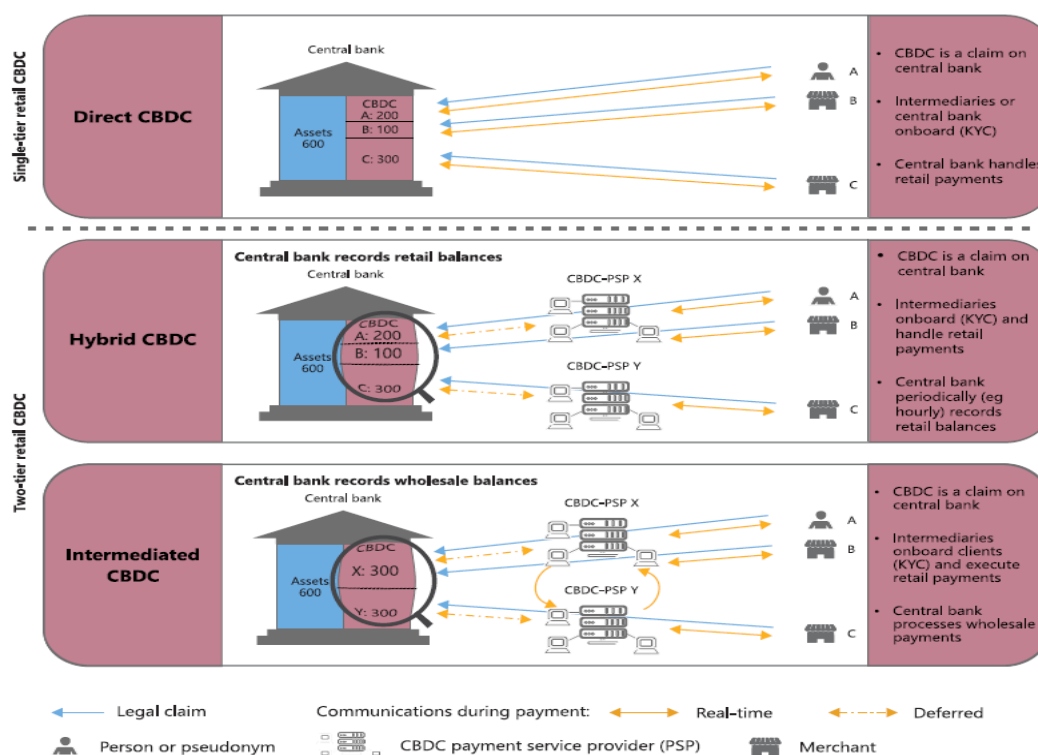 Single-tier retail CBDC
Direct CBDC
Central bank
Assets
600
CBDC
A: 200
B: 100
C: 300
A
B
C
• CBDC is a claim on
central bank
• Intermediaries or
central bank
onboard (KYC)
• Central bank handles
retail payments
Two-tier retail CBDC
Hybrid CBDC
Central bank records retail balances
Central bank
Assets
600
CBDC
A: 200
B: 100
C: 300
CBDC-PSP X
CBDC-PSP Y
A
B
C
• CBDC is a claim on
central bank
• Intermediaries
onboard (KYC) and
handle retail
payments
• Central bank
periodically (eg
hourly) records
retail balances
Intermediated
CBDC
Central bank records wholesale balances
Central bank
Assets
600
CBDC
X: 300
Y: 300
CBDC-PSP X
CBDC-PSP Y
A
B
C
• CBDC is a claim on
central bank
• Intermediaries
onboard clients
(KYC) and execute
retail payments
• Central bank
processes wholesale
payments
Legal claim
Communications during payment:
Real-time
Deferred
Person or pseudonym
CBDC payment service provider (PSP)
Merchant